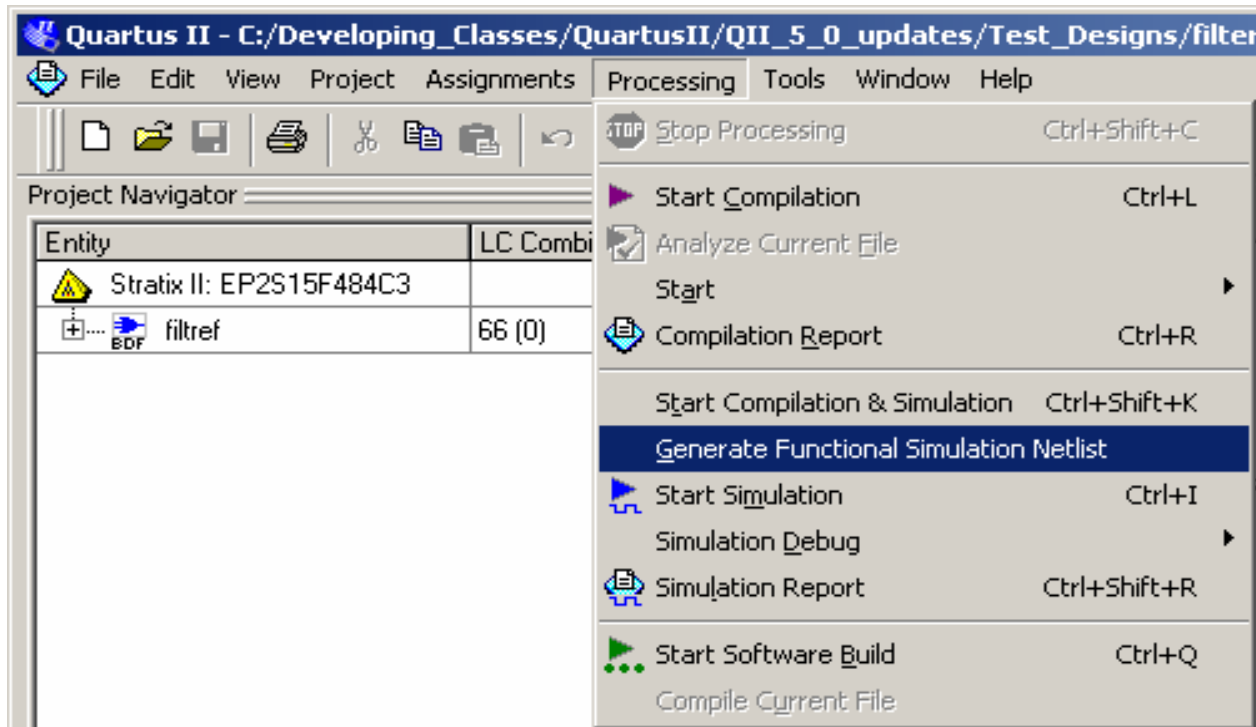 Quartus II - C:/Developing_Classes/QuartusII/QII_5_0_updates/Test_Designs/filter
File Edit View Project Assignments Processing Tools Window Help
STOP Stop Processing Ctrl+Shift+C
Project Navigator
Start Compilation Ctrl+L
Entity LC Combi
Analyze Current File
Stratix II: EP2S15F484C3
Start
BDF filtref 66 (0)
Compilation Report Ctrl+R
Start Compilation & Simulation Ctrl+Shift+K
Generate Functional Simulation Netlist
Start Simulation Ctrl+I
Simulation Debug
Simulation Report Ctrl+Shift+R
Start Software Build Ctrl+Q
Compile Current File